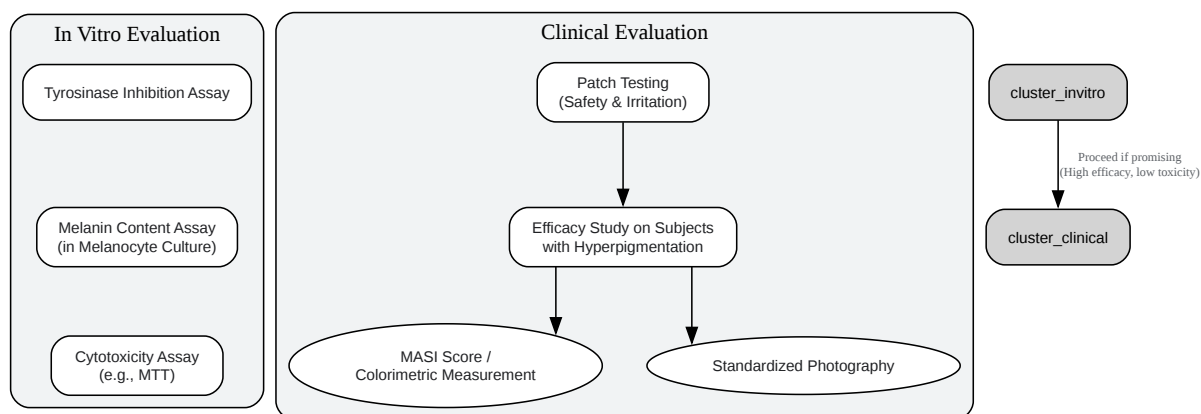 In Vitro Evaluation
Tyrosinase Inhibition Assay
Melanin Content Assay
(in Melanocyte Culture)
Cytotoxicity Assay
(e.g., MTT)
Clinical Evaluation
Patch Testing
(Safety & Irritation)
Efficacy Study on Subjects
with Hyperpigmentation
MASI Score /
Colorimetric Measurement
Standardized Photography
cluster_invitro
Proceed if promising
(High efficacy, low toxicity)
cluster_clinical